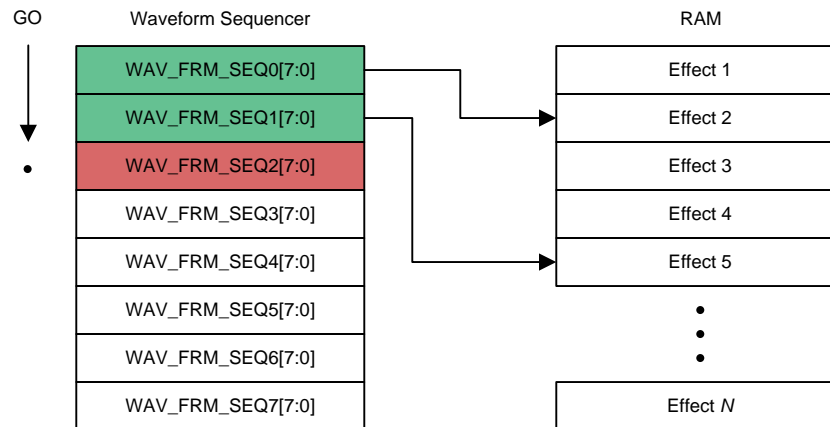 GO
Waveform Sequencer
RAM
WAV_FRM_SEQ0[7:0]
WAV_FRM_SEQ1[7:0]
WAV_FRM_SEQ2[7:0]
WAV_FRM_SEQ3[7:0]
WAV_FRM_SEQ4[7:0]
WAV_FRM_SEQ5[7:0]
WAV_FRM_SEQ6[7:0]
WAV_FRM_SEQ7[7:0]
Effect 1
Effect 2
Effect 3
Effect 4
Effect 5
Effect N